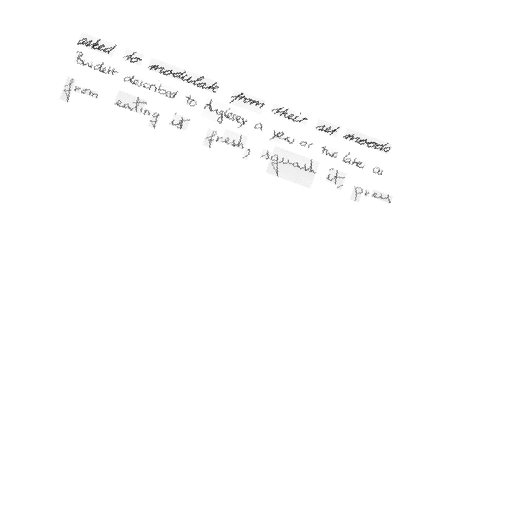 asked to modulate from their set moods
Burdett described to Anglesey a year or two late a
from eating it fresh, squash it, press